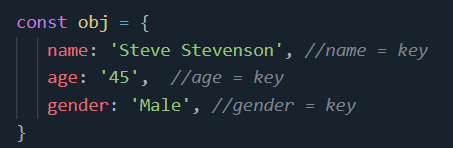 const obj = {
name: 'Steve Stevenson', //name = key
age: '45',  //age = key
gender: 'Male', //gender = key
}